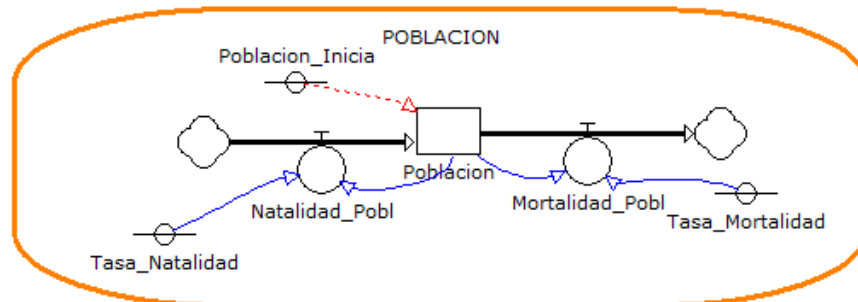 POBLACION
Poblacion_Inicia
Poblacion
Natalidad_Pobl
Mortalidad_Pobl
Tasa_Mortalidad
Tasa_Natalidad